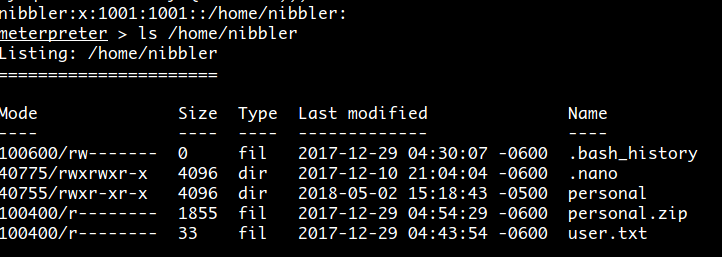 nibbler:x:1001:1001::/home/nibbler:
meterpreter > ls /home/nibbler
Listing: /home/nibbler
======================
Mode Size Type Last modified Name
---- ---- ---- ------------- ----
100600/rw------- 0 fil 2017-12-29 04:30:07 -0600 .bash_history
40775/rwxrwxr-x 4096 dir 2017-12-10 21:04:04 -0600 .nano
40755/rwxr-xr-x 4096 dir 2018-05-02 15:18:43 -0500 personal
100400/r-------- 1855 fil 2017-12-29 04:54:29 -0600 personal.zip
100400/r-------- 33 fil 2017-12-29 04:43:54 -0600 user.txt